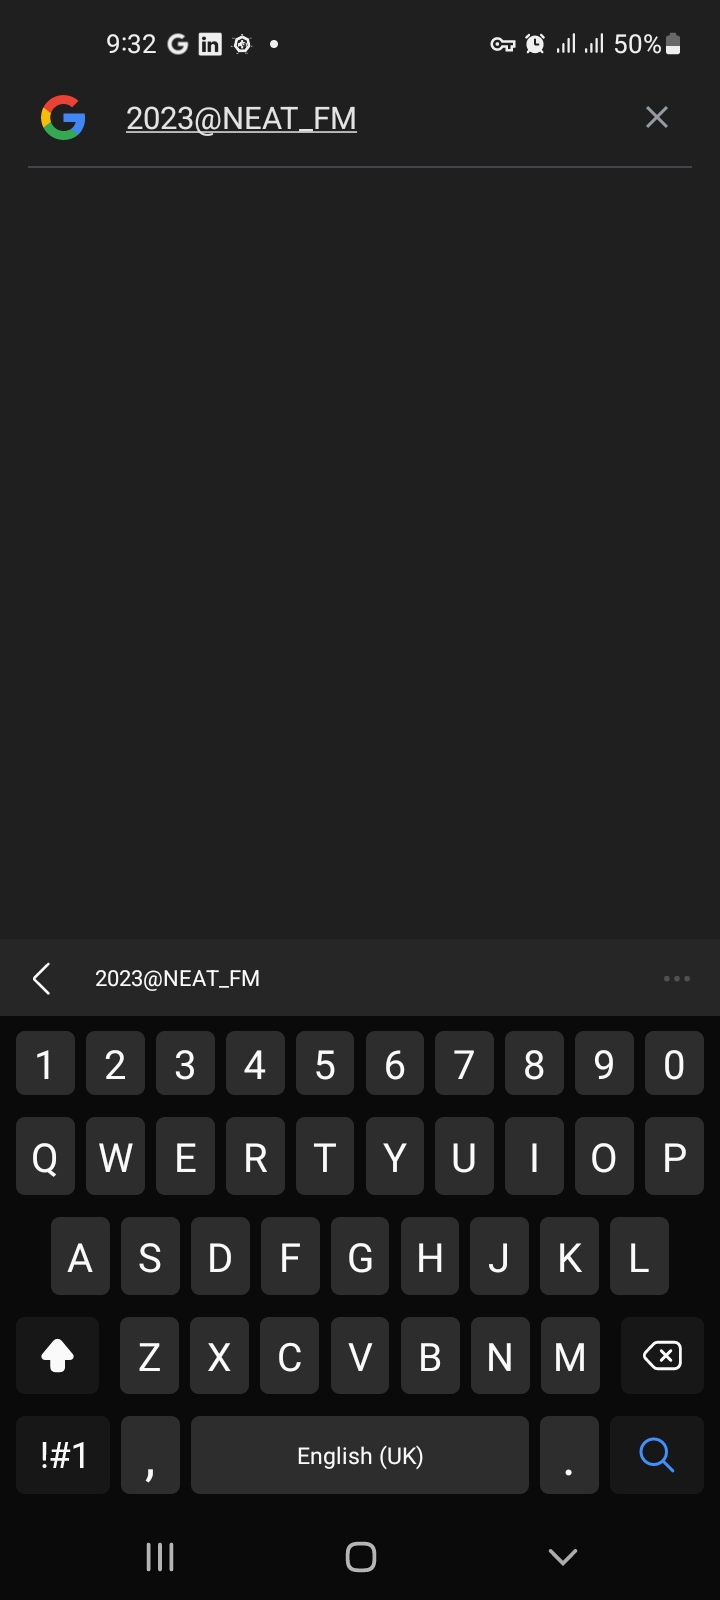 9:32 G in 50%
G 2023@NEAT_FM
2023@NEAT_FM
1 2 3 4 5 6 7 8 9 0
Q W E R T Y U I O P
A S D F G H J K L
Z X C V B N M
!#1 , English (UK) .